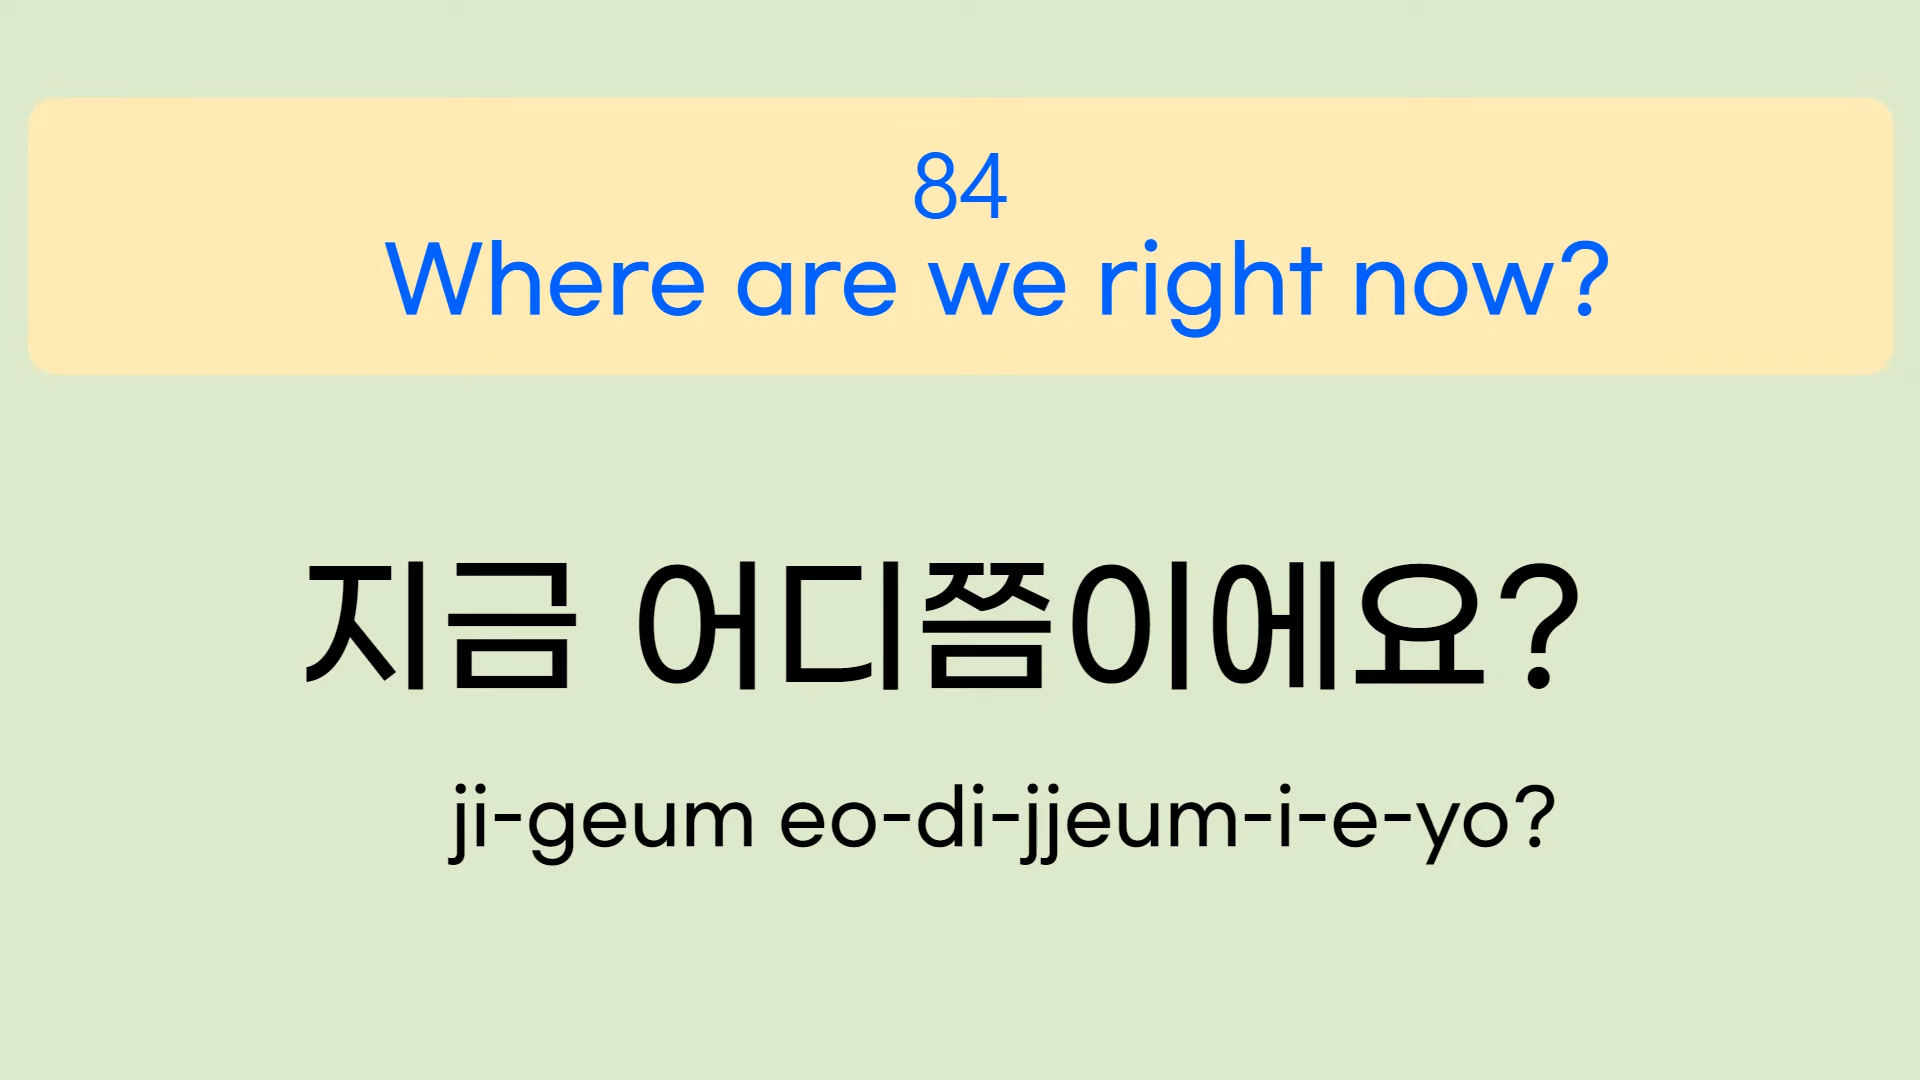 84
Where are we right now?
지금 어디쯤이에요?
ji-geum eo-di-jjeum-i-e-yo?